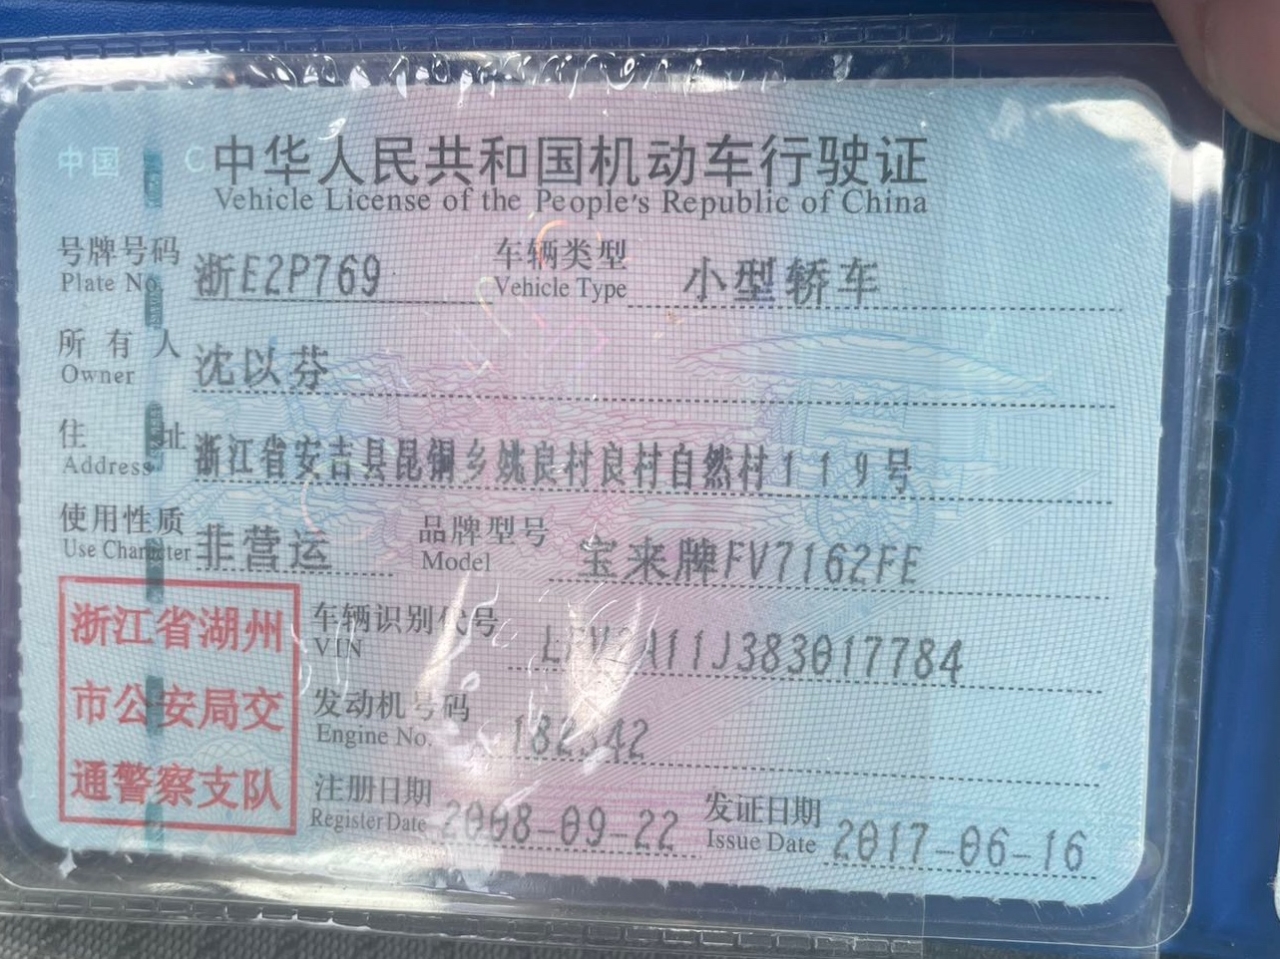 中国 C
中华人民共和国机动车行驶证
Vehicle License of the People's Republic of China
号牌号码 浙E2P769 车辆类型 小型轿车
Plate No. Vehicle Type
所有人 沈以芬
Owner
住址 浙江省安吉县昆铜乡姚良村良村自然村119号
Address
使用性质 非营运 品牌型号 宝来牌FV7162FE
Use Character Model
浙江省湖州
市公安局交
通警察支队
车辆识别代号
VIN
发动机号码 182342
Engine No.
注册日期 2008-09-22 发证日期 2017-06-16
Register Date Issue Date